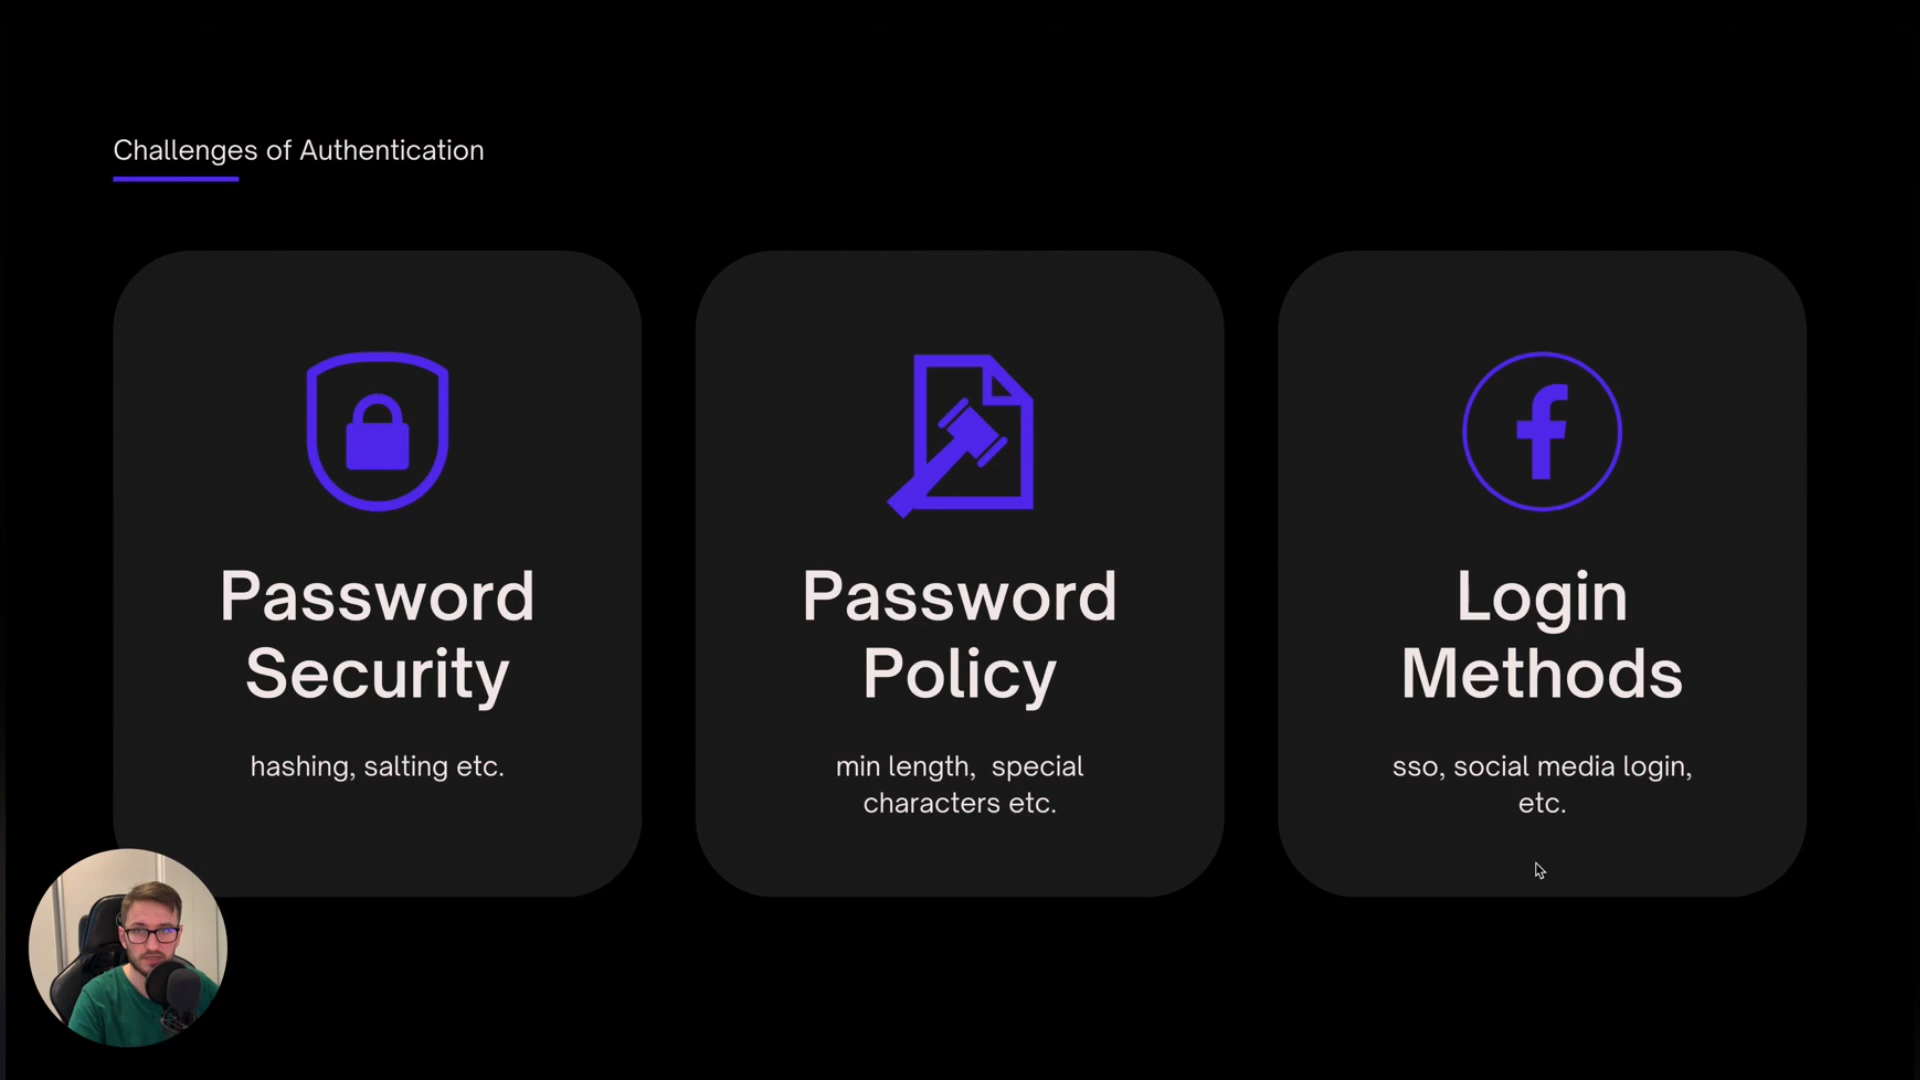 Challenges of Authentication
Password
Security
hashing, salting etc.
Password
Policy
min length,  special
characters etc.
Login
Methods
sso, social media login,
etc.